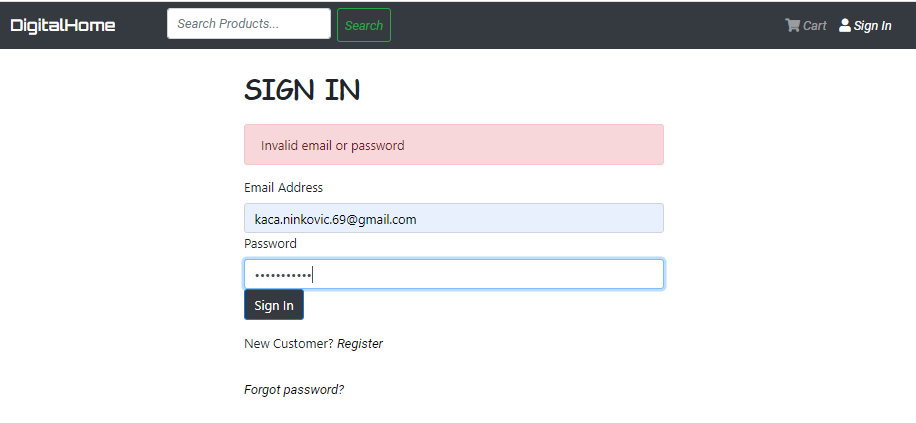 DigitalHome Search Products... Search Cart Sign In
SIGN IN
Invalid email or password
Email Address
kaca.ninkovic.69@gmail.com
Password
•••••••••••
Sign In
New Customer? Register
Forgot password?